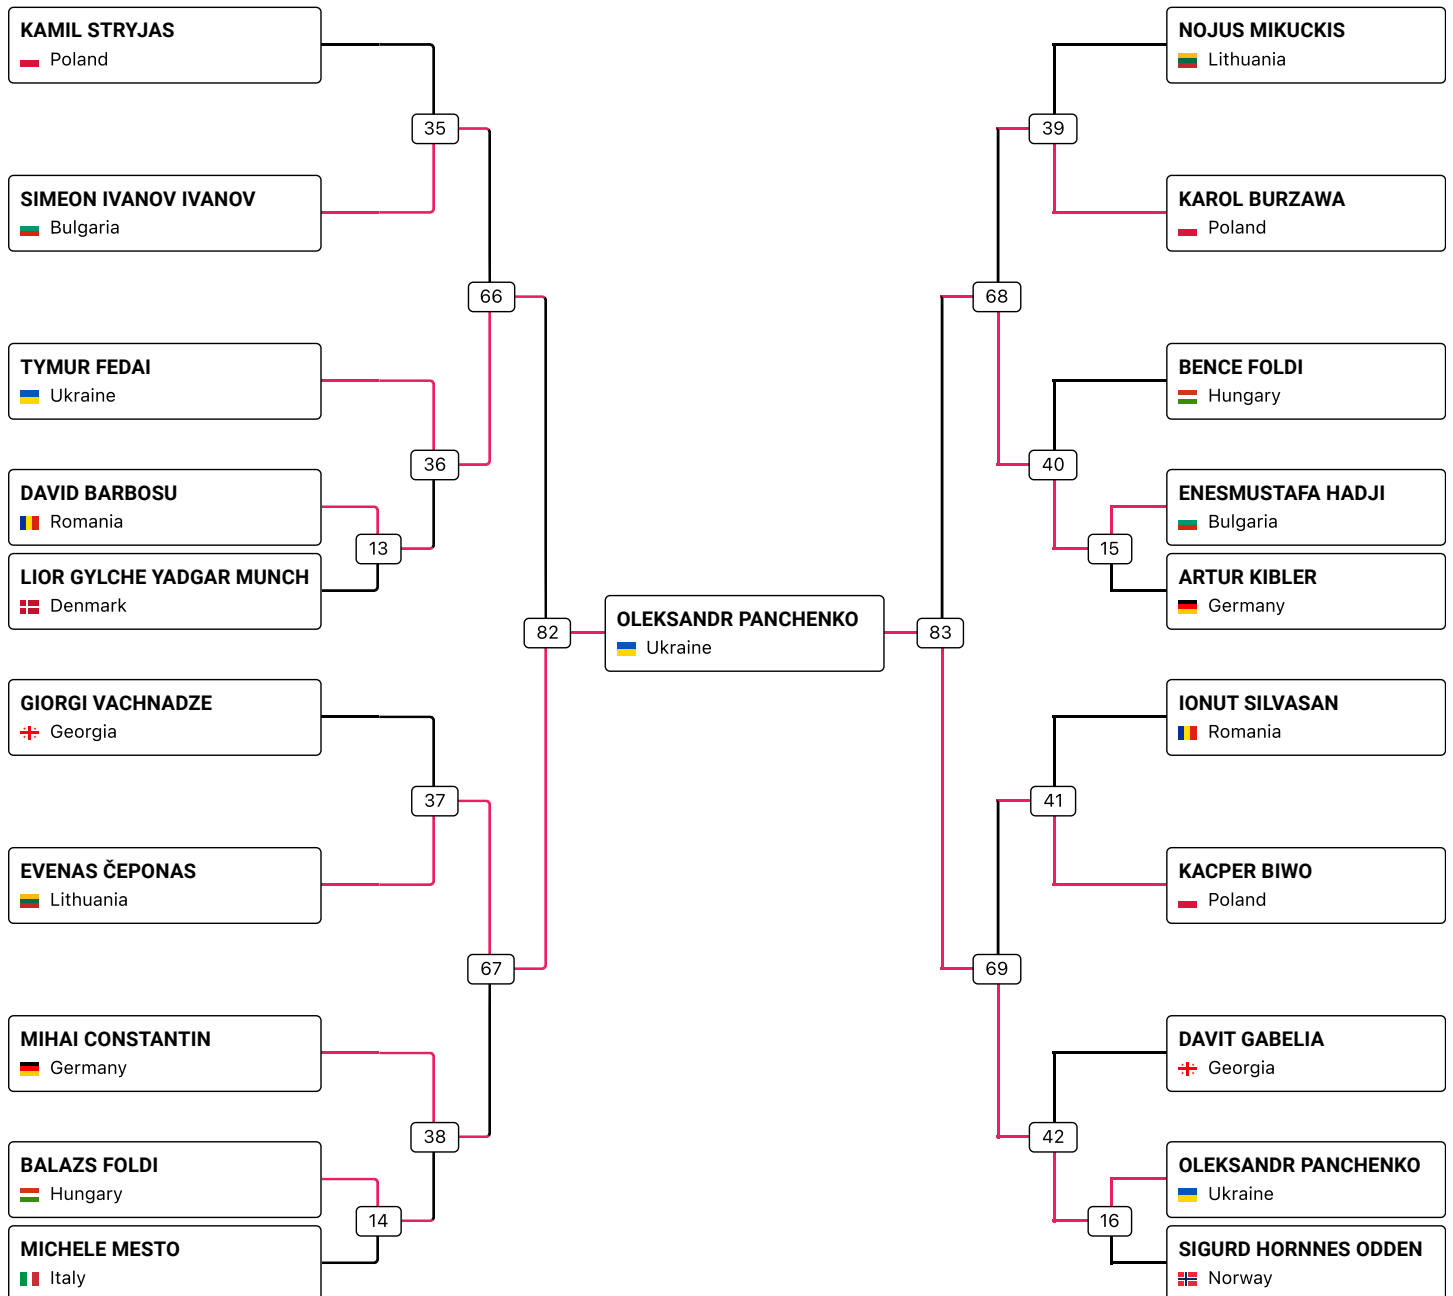 KAMIL STRYJAS
Poland
35
SIMEON IVANOV IVANOV
Bulgaria
66
TYMUR FEDAI
Ukraine
36
DAVID BARBOSU
Romania
13
LIOR GYLCHE YADGAR MUNCH
Denmark
82
GIORGI VACHNADZE
Georgia
37
EVENAS ČEPONAS
Lithuania
67
MIHAI CONSTANTIN
Germany
38
BALAZS FOLDI
Hungary
14
MICHELE MESTO
Italy
OLEKSANDR PANCHENKO
Ukraine
NOJUS MIKUCKIS
Lithuania
39
KAROL BURZAWA
Poland
68
BENCE FOLDI
Hungary
40
ENESMUSTAFA HADJI
Bulgaria
15
ARTUR KIBLER
Germany
83
IONUT SILVASAN
Romania
41
KACPER BIWO
Poland
69
DAVIT GABELIA
Georgia
42
OLEKSANDR PANCHENKO
Ukraine
16
SIGURD HORNNES ODDEN
Norway